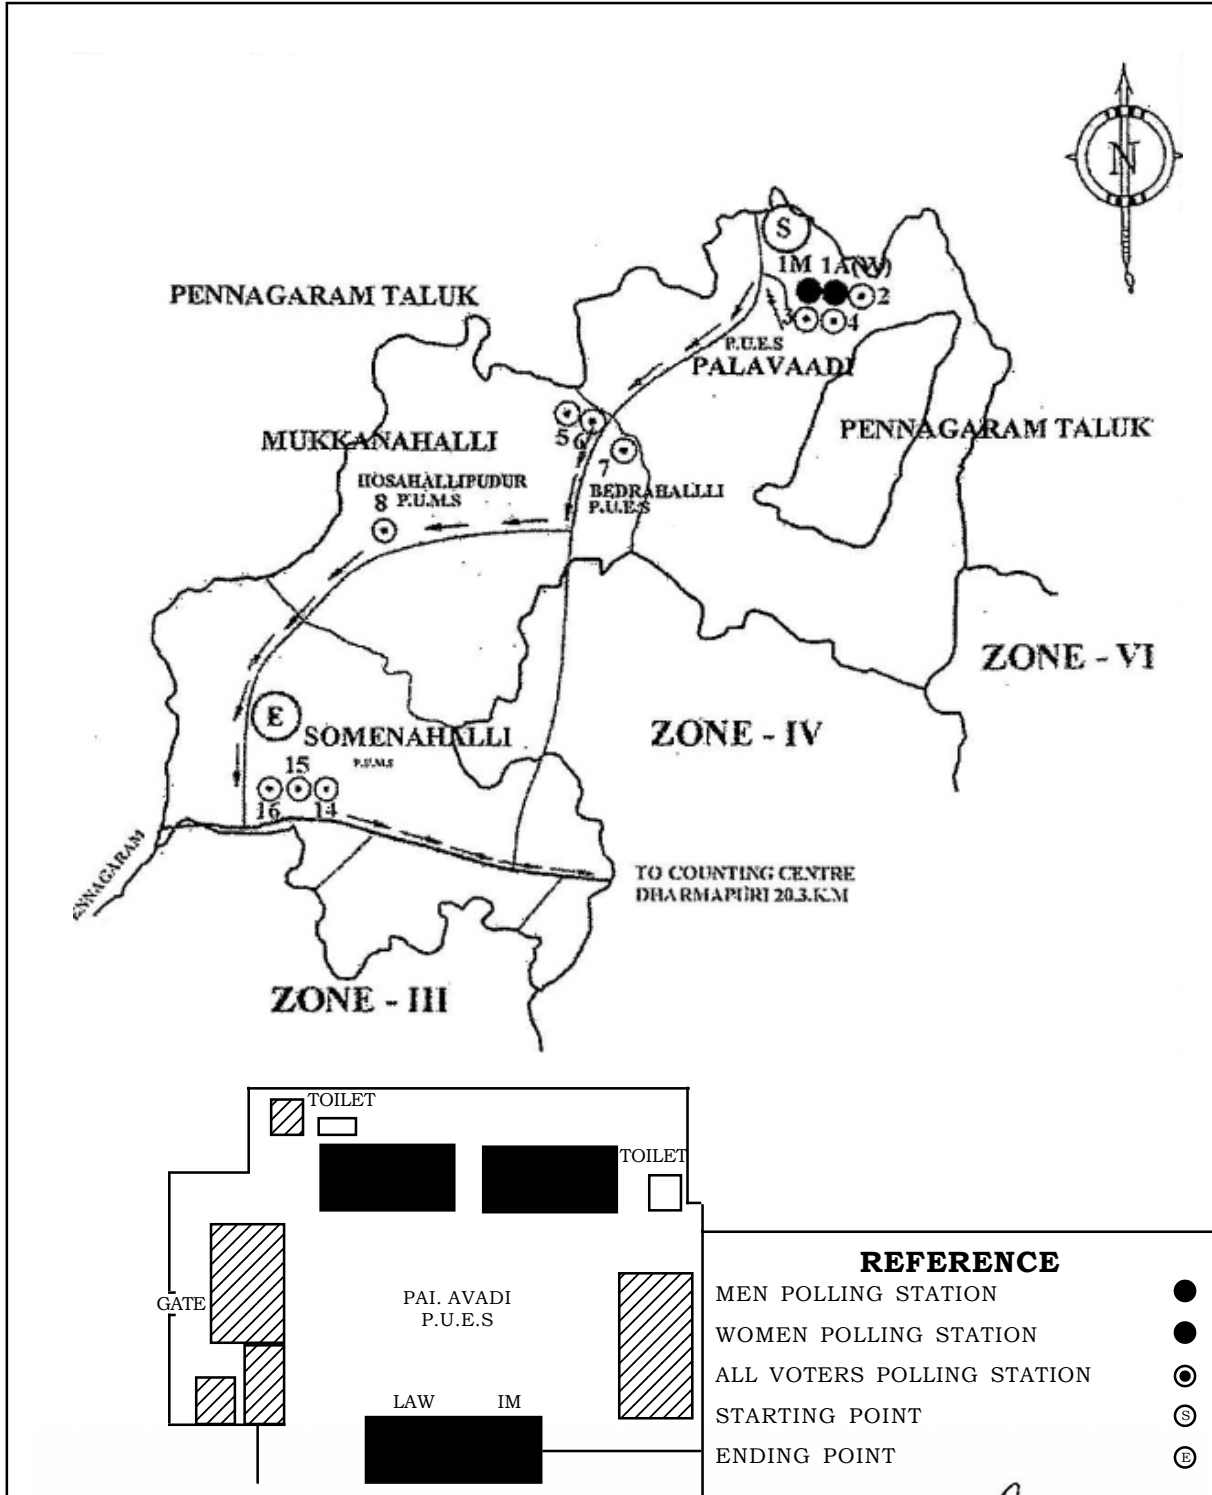 N
S
1M 1A(W)
PENNAGARAM TALUK
2
3 4
P.U.E.S
PALAVAADI
5 6
MUKKANAHALLI
PENNAGARAM TALUK
7
HOSAHALLIPUDUR
8 P.U.M.S
BEDRAHALLLI
P.U.E.S
ZONE - VI
E
SOMENAHALLI
P.U.M.S
ZONE - IV
15
16 14
ENNAGARAM
TO COUNTING CENTRE
DHARMAPURI 20.3.K.M
ZONE - III
TOILET
TOILET
GATE
PAI. AVADI
P.U.E.S
LAW IM
REFERENCE
MEN POLLING STATION
WOMEN POLLING STATION
ALL VOTERS POLLING STATION
STARTING POINT S
ENDING POINT E